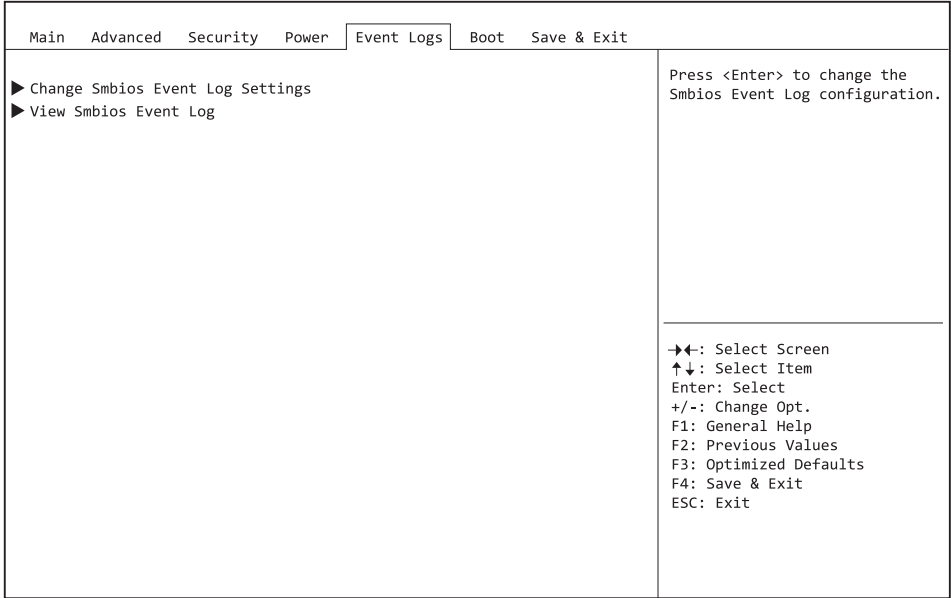 Main Advanced Security Power Event Logs Boot Save & Exit
▶ Change Smbios Event Log Settings
▶ View Smbios Event Log
Press <Enter> to change the
Smbios Event Log configuration.
→←: Select Screen
↑↓: Select Item
Enter: Select
+/-: Change Opt.
F1: General Help
F2: Previous Values
F3: Optimized Defaults
F4: Save & Exit
ESC: Exit